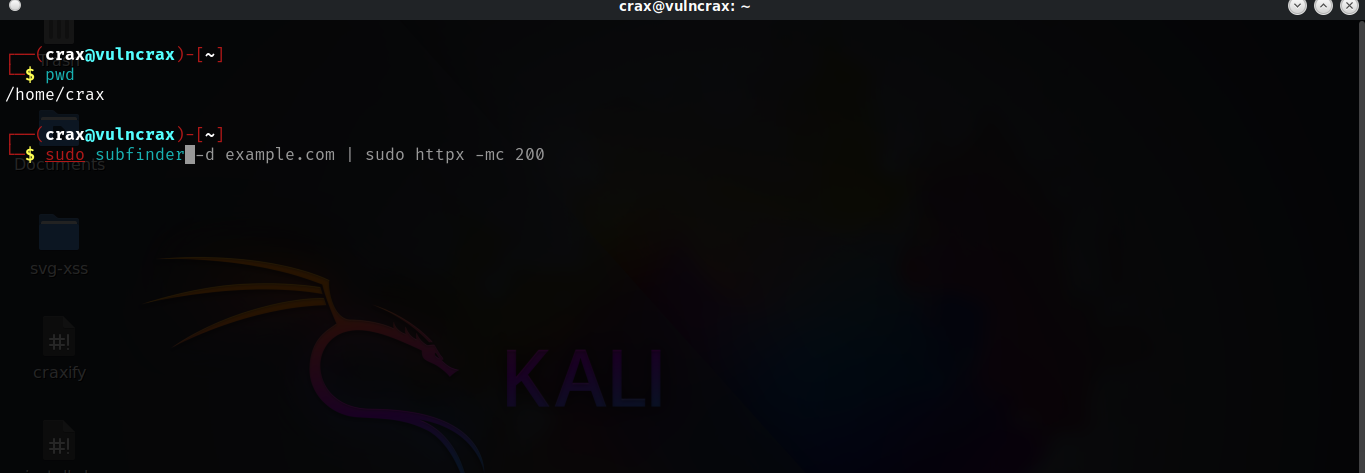 crax@vulncrax: ~
┌──(crax@vulncrax)-[~]
└─$ pwd
/home/crax
┌──(crax@vulncrax)-[~]
└─$ sudo subfinder -d example.com | sudo httpx -mc 200
Documents
svg-xss
#!
craxify
KALI
#!